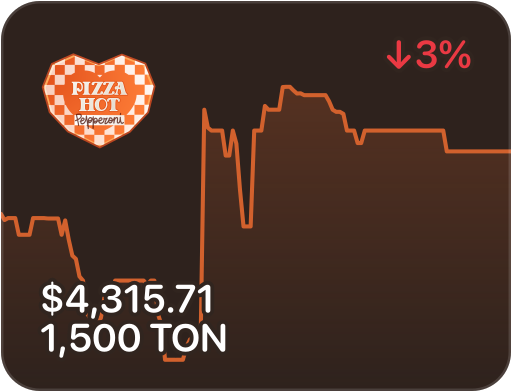 ↓3%
PIZZA
HOT
Pepperoni
$4,315.71
1,500 TON